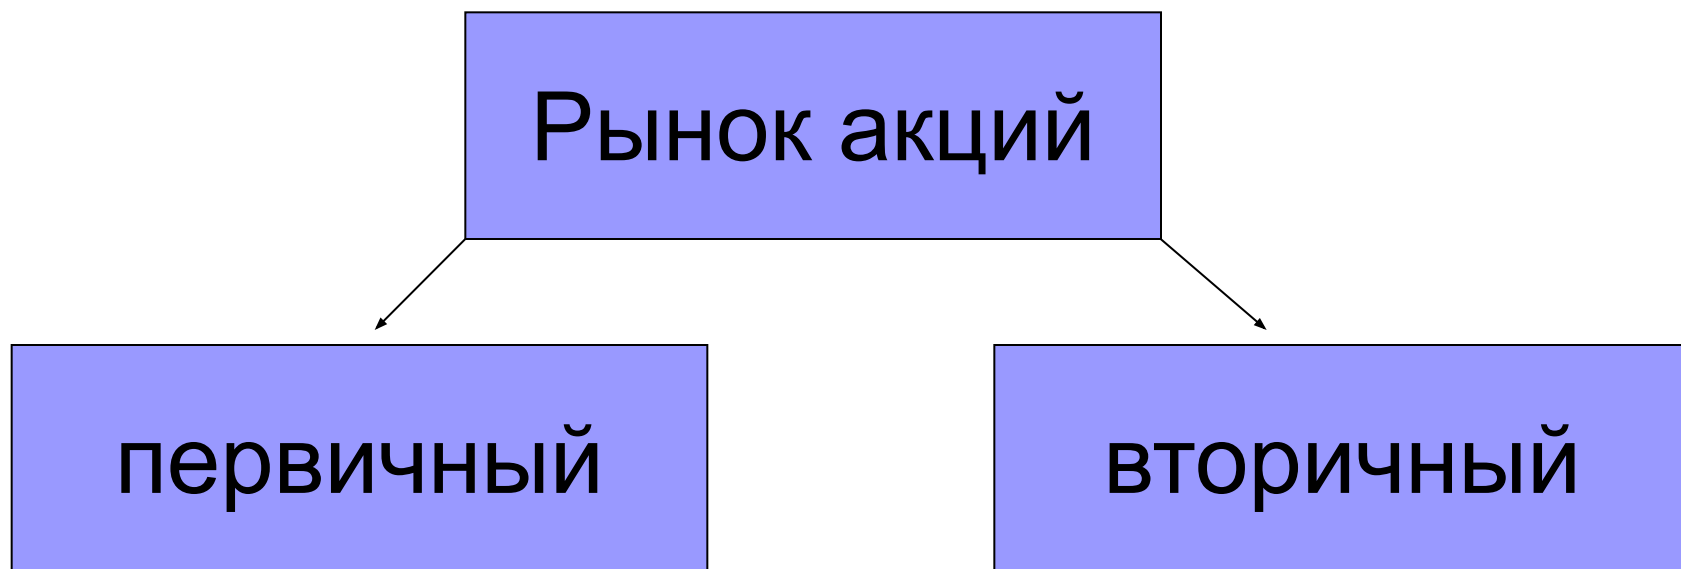 Рынок акций
первичный
вторичный